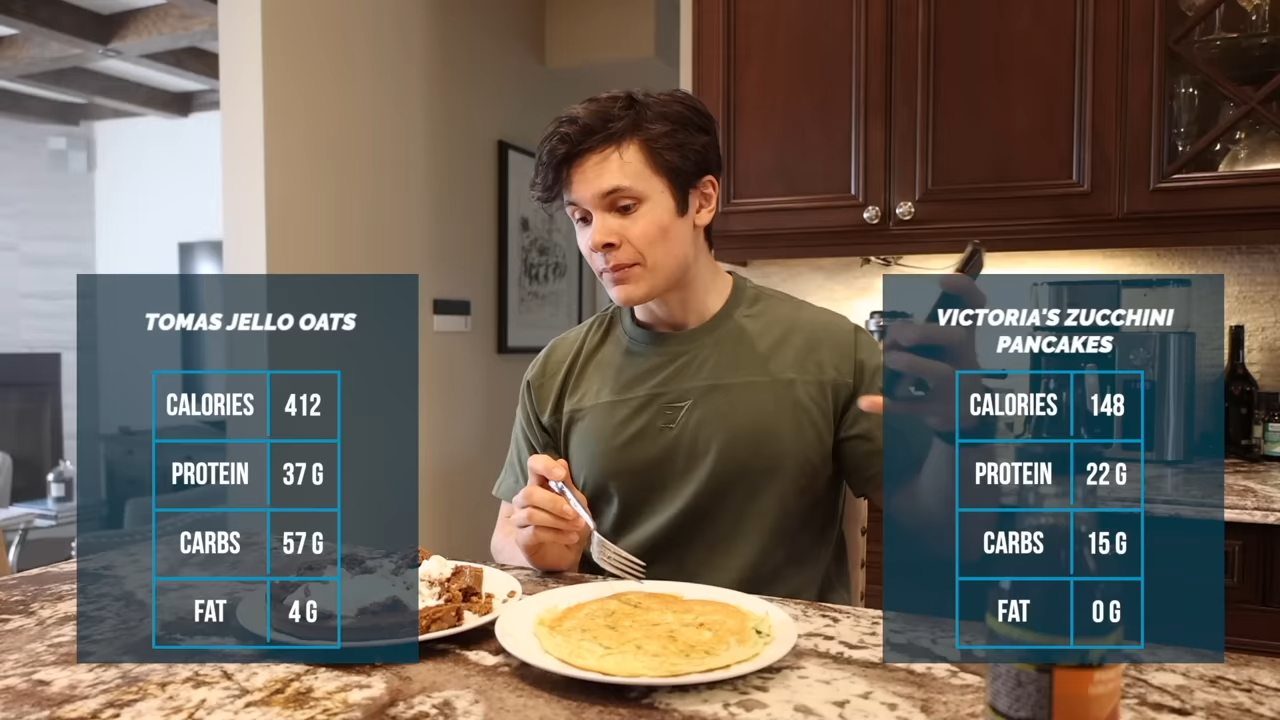 TOMAS JELLO OATS
CALORIES 412
PROTEIN 37 G
CARBS 57 G
FAT 4 G
VICTORIA'S ZUCCHINI
PANCAKES
CALORIES 148
PROTEIN 22 G
CARBS 15 G
FAT 0 G